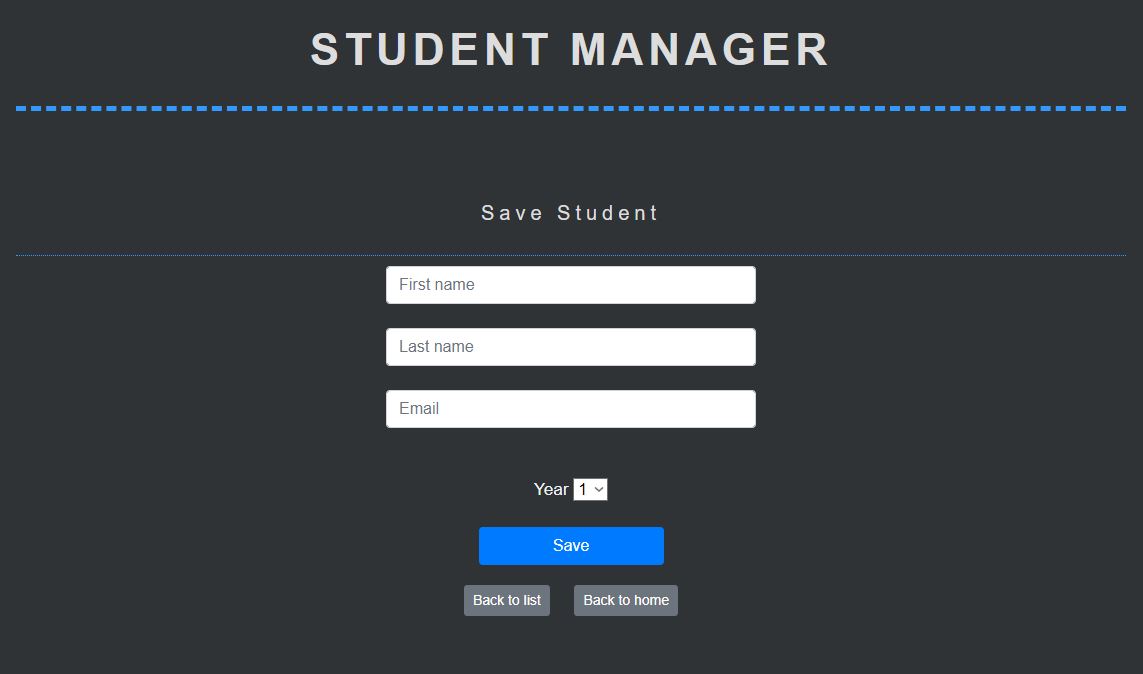 STUDENT MANAGER
Save Student
First name
Last name
Email
Year 1
Save
Back to list Back to home